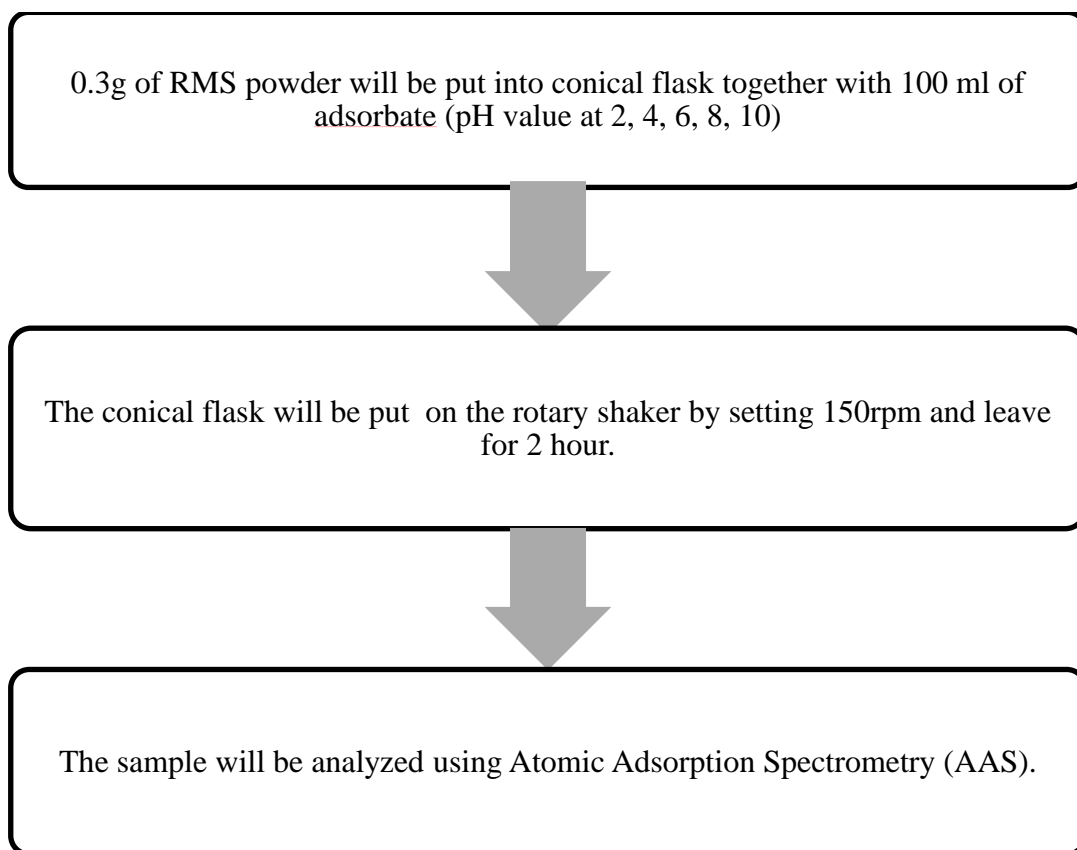 0.3g of RMS powder will be put into conical flask together with 100 ml of
adsorbate (pH value at 2, 4, 6, 8, 10)
The conical flask will be put  on the rotary shaker by setting 150rpm and leave
for 2 hour.
The sample will be analyzed using Atomic Adsorption Spectrometry (AAS).